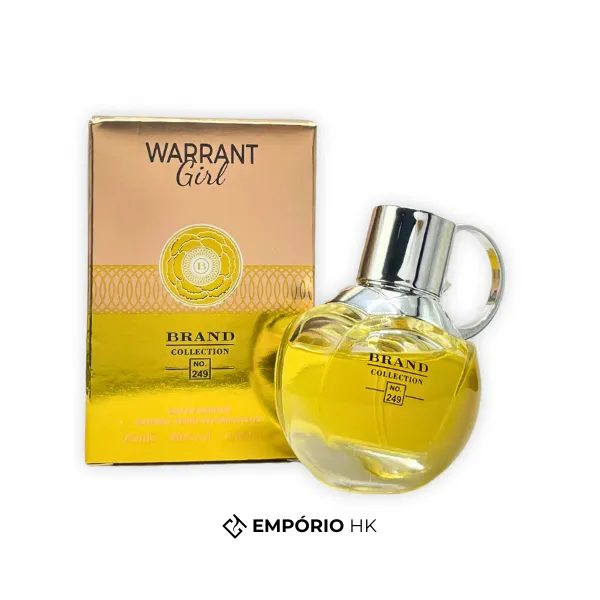 WARRANT
Girl
B
BRAND
COLLECTION
NO.
249
BRAND
COLLECTION
NO.
249
EMPÓRIO HK